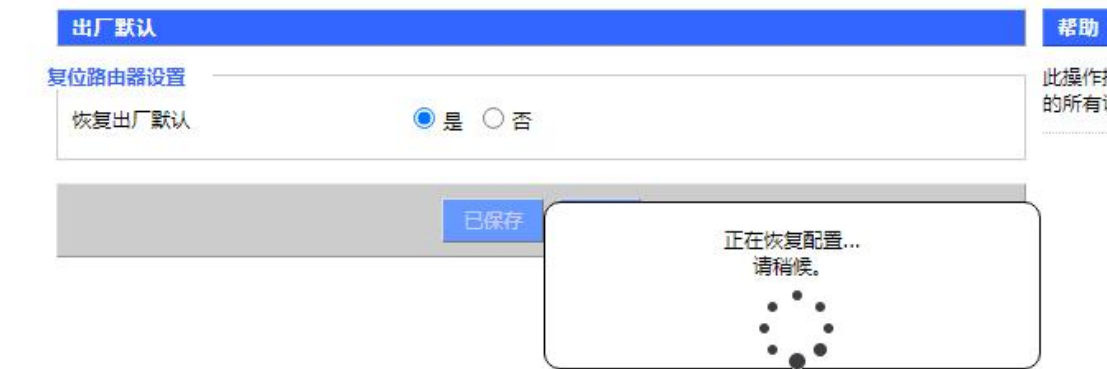 出厂默认
帮助
复位路由器设置
恢复出厂默认
是
否
此操作
的所有
已保存
正在恢复配置...
请稍候。